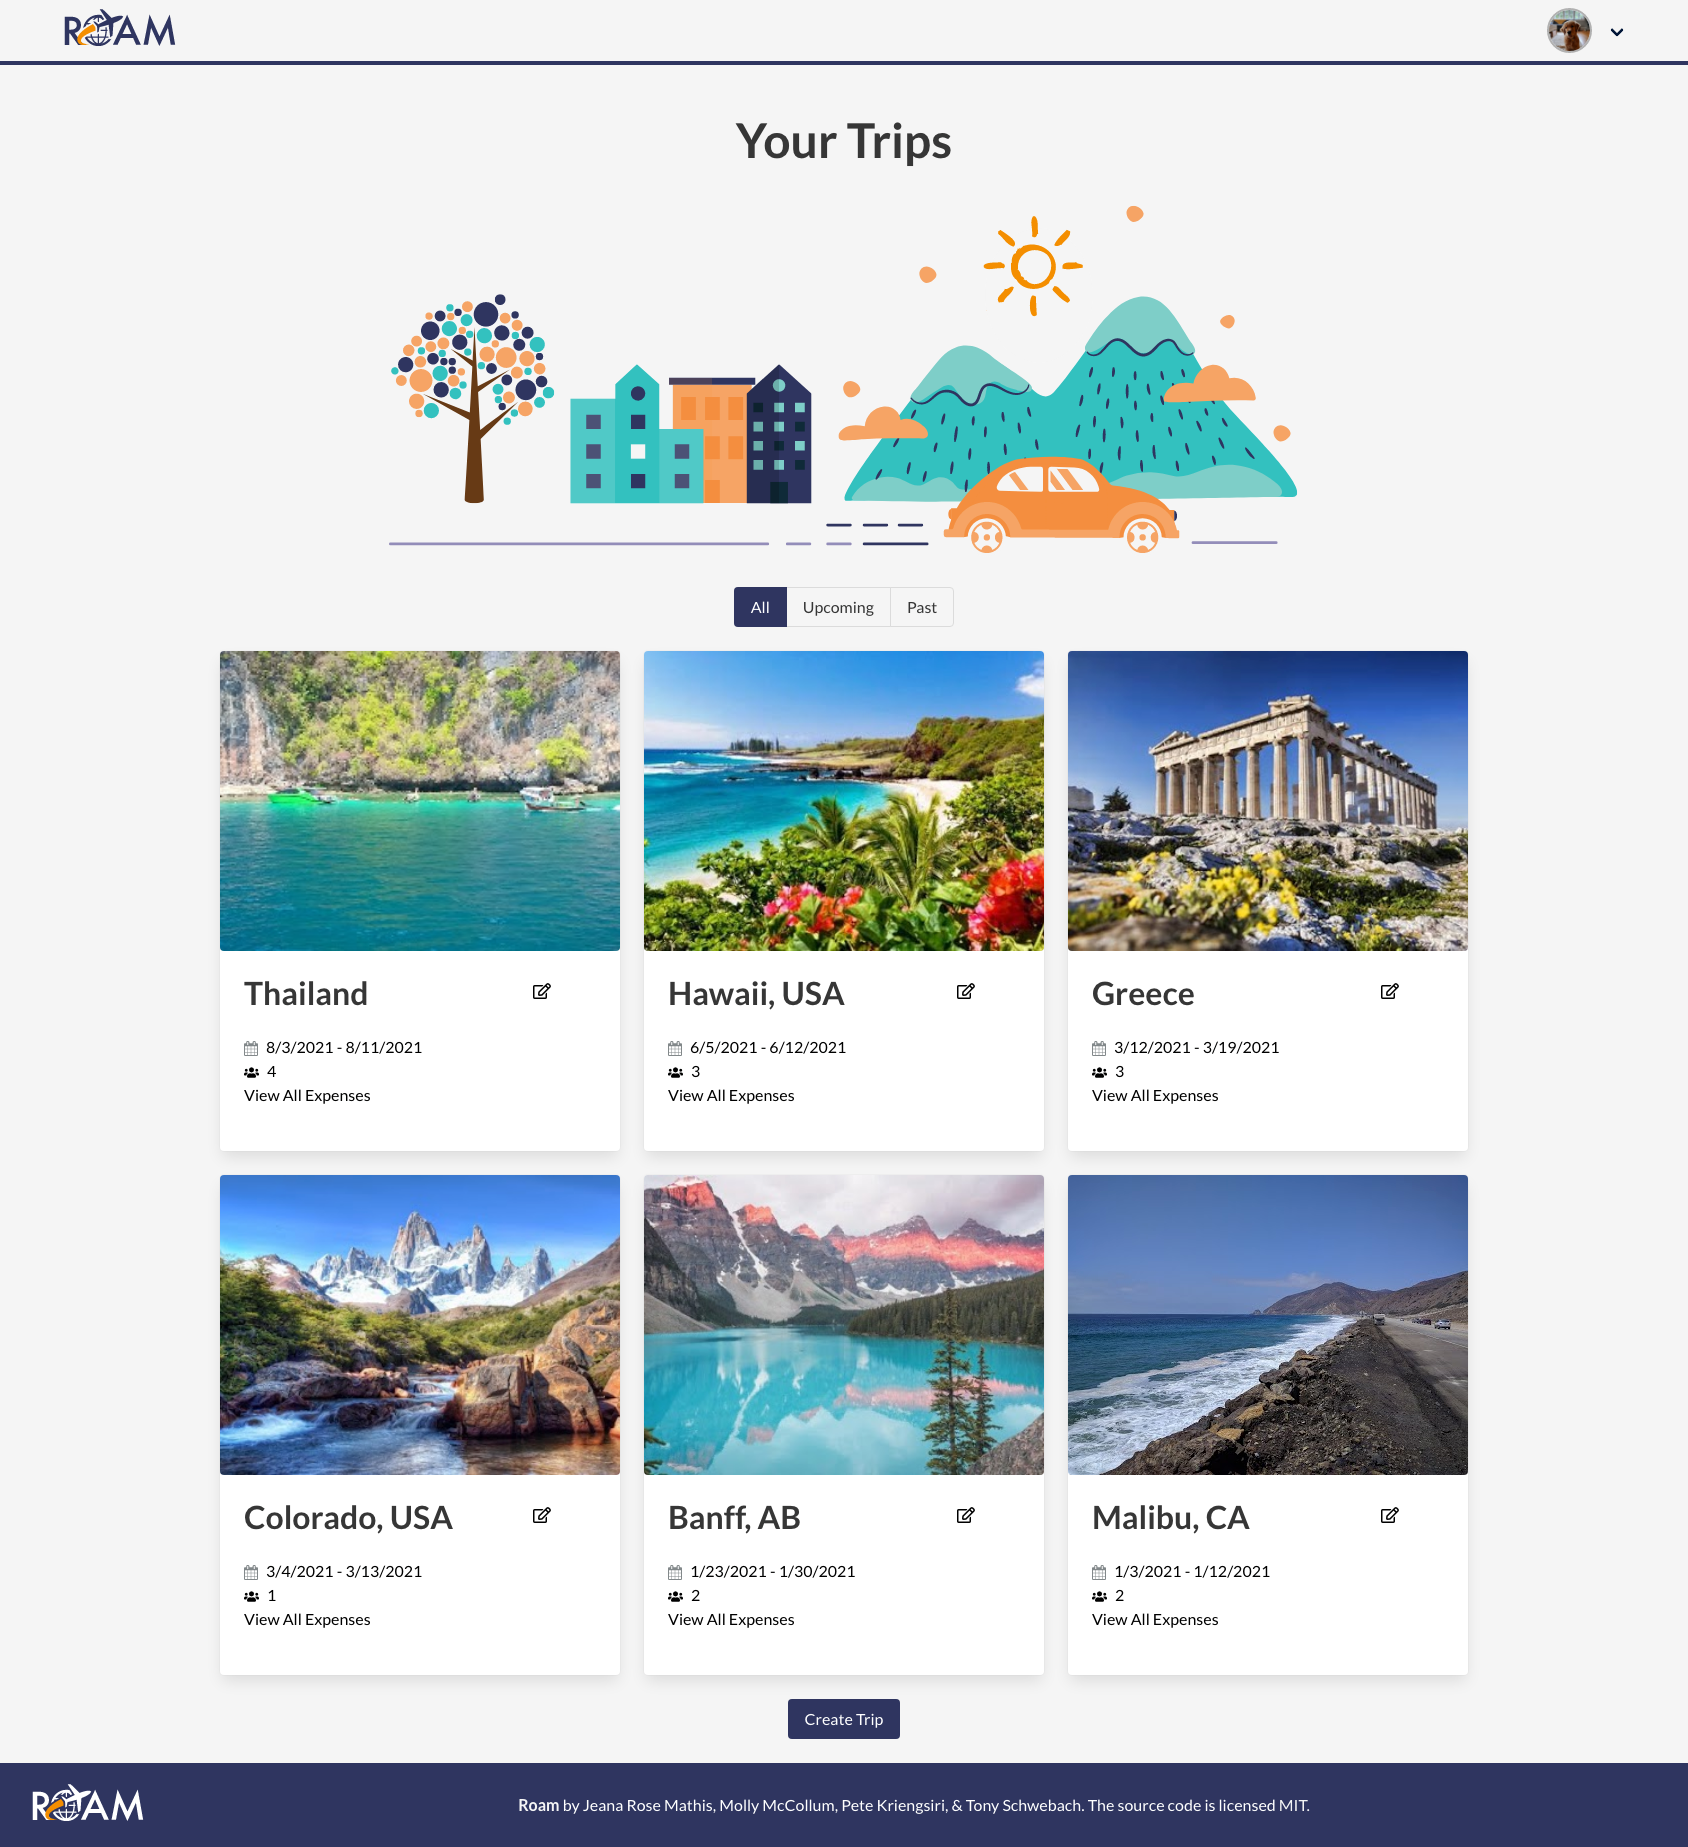 ROAM
Your Trips
All
Upcoming
Past
Thailand
8/3/2021 - 8/11/2021
4
View All Expenses
Hawaii, USA
6/5/2021 - 6/12/2021
3
View All Expenses
Greece
3/12/2021 - 3/19/2021
3
View All Expenses
Colorado, USA
3/4/2021 - 3/13/2021
1
View All Expenses
Banff, AB
1/23/2021 - 1/30/2021
2
View All Expenses
Malibu, CA
1/3/2021 - 1/12/2021
2
View All Expenses
Create Trip
ROAM
Roam by Jeana Rose Mathis, Molly McCollum, Pete Kriengsiri, & Tony Schwebach. The source code is licensed MIT.